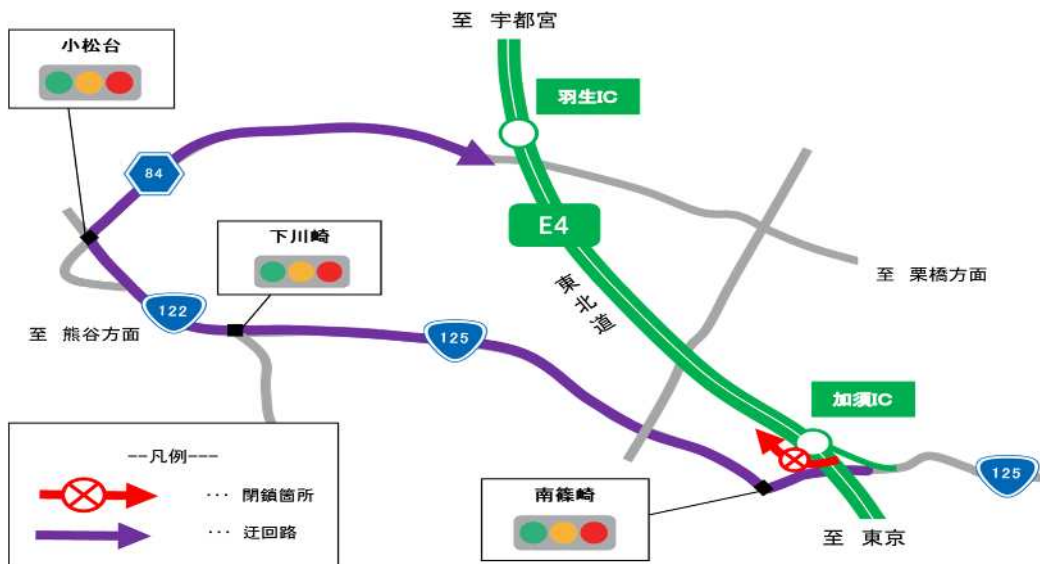 至 宇都宮
小松台
羽生IC
84
E4
下川崎
至 栗橋方面
東北道
122
至 熊谷方面
125
加須IC
---凡例---
･･･ 閉鎖箇所
･･･ 迂回路
南篠崎
125
至 東京